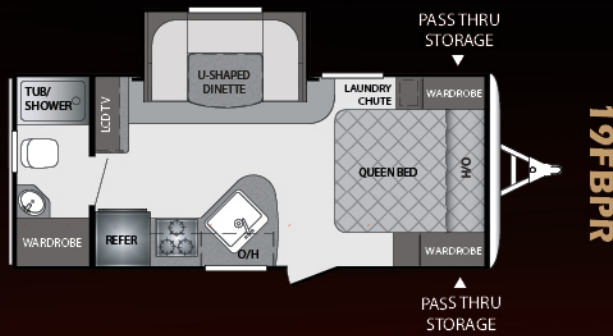 PASS THRU
STORAGE
TUB/
SHOWER
LCD TV
U-SHAPED
DINETTE
LAUNDRY
CHUTE
WARDROBE
QUEEN BED
H/O
WARDROBE
REFER
O/H
WARDROBE
PASS THRU
STORAGE
19FBPR